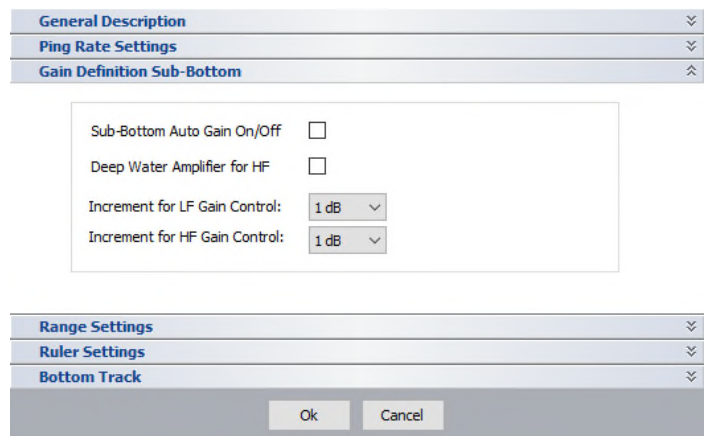 General Description
Ping Rate Settings
Gain Definition Sub-Bottom
Sub-Bottom Auto Gain On/Off
Deep Water Amplifier for HF
Increment for LF Gain Control: 1 dB
Increment for HF Gain Control: 1 dB
Range Settings
Ruler Settings
Bottom Track
Ok Cancel